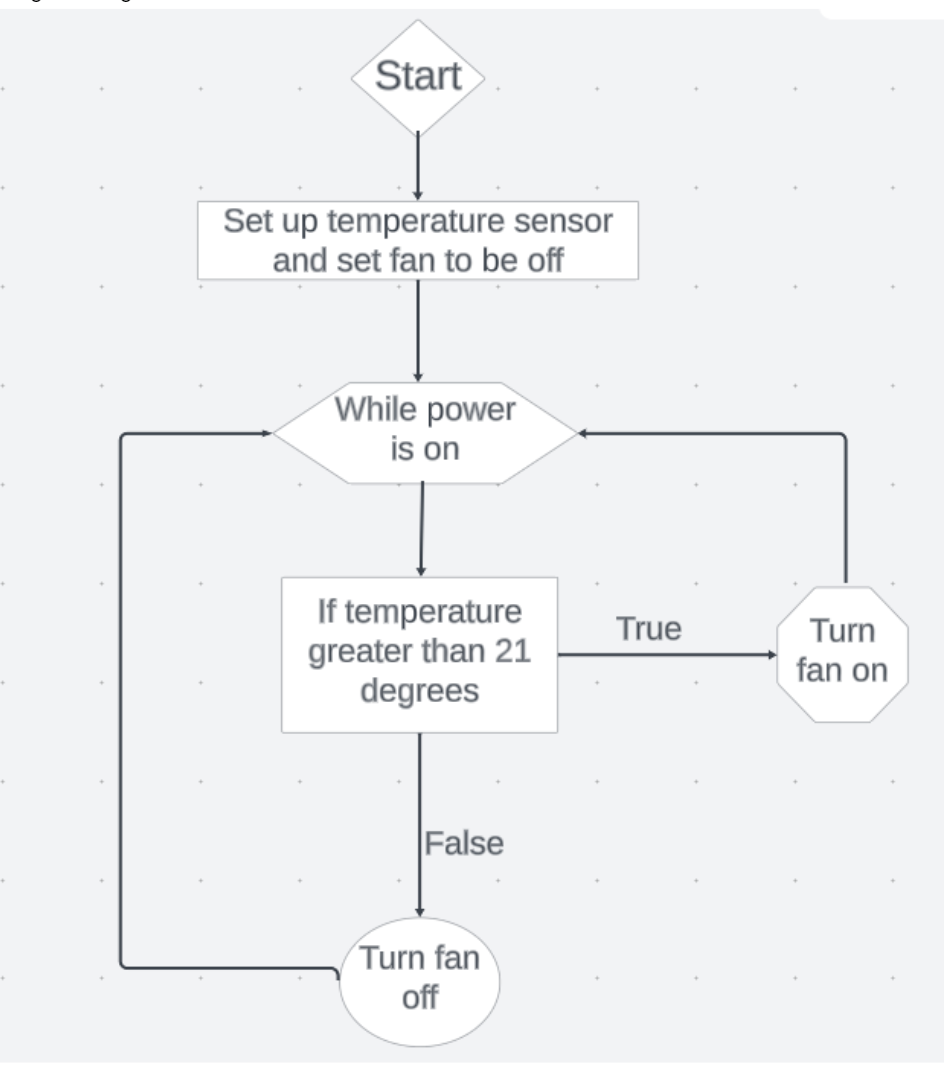 Start
Set up temperature sensor
and set fan to be off
While power
is on
If temperature
greater than 21
degrees
True
Turn
fan on
False
Turn fan
off